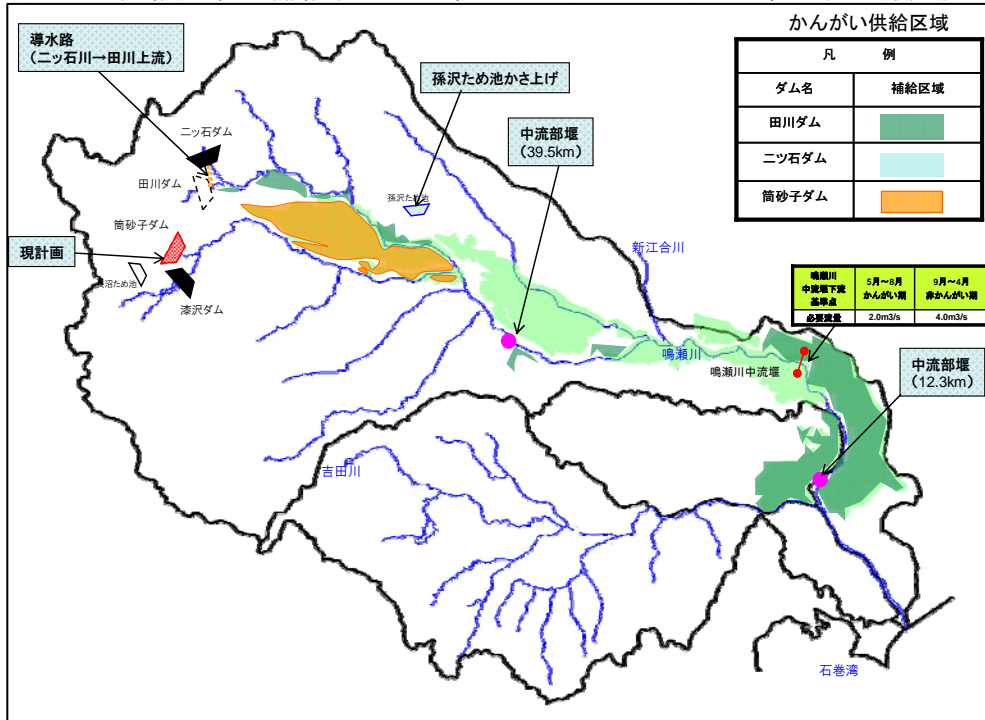 かんがい供給区域
凡 例
ダム名 補給区域
田川ダム
二ツ石ダム
筒砂子ダム
導水路
(二ッ石川→田川上流)
孫沢ため池かさ上げ
中流部堰
(39.5km)
二ッ石ダム
田川ダム
孫沢ため池
筒砂子ダム
現計画
沼ため池
漆沢ダム
新江合川
鳴瀬川
中流堰下流
基準点
5月～8月
かんがい期
9月～4月
非かんがい期
必要流量 2.0m3/s 4.0m3/s
鳴瀬川
鳴瀬川中流堰
中流部堰
(12.3km)
吉田川
石巻湾